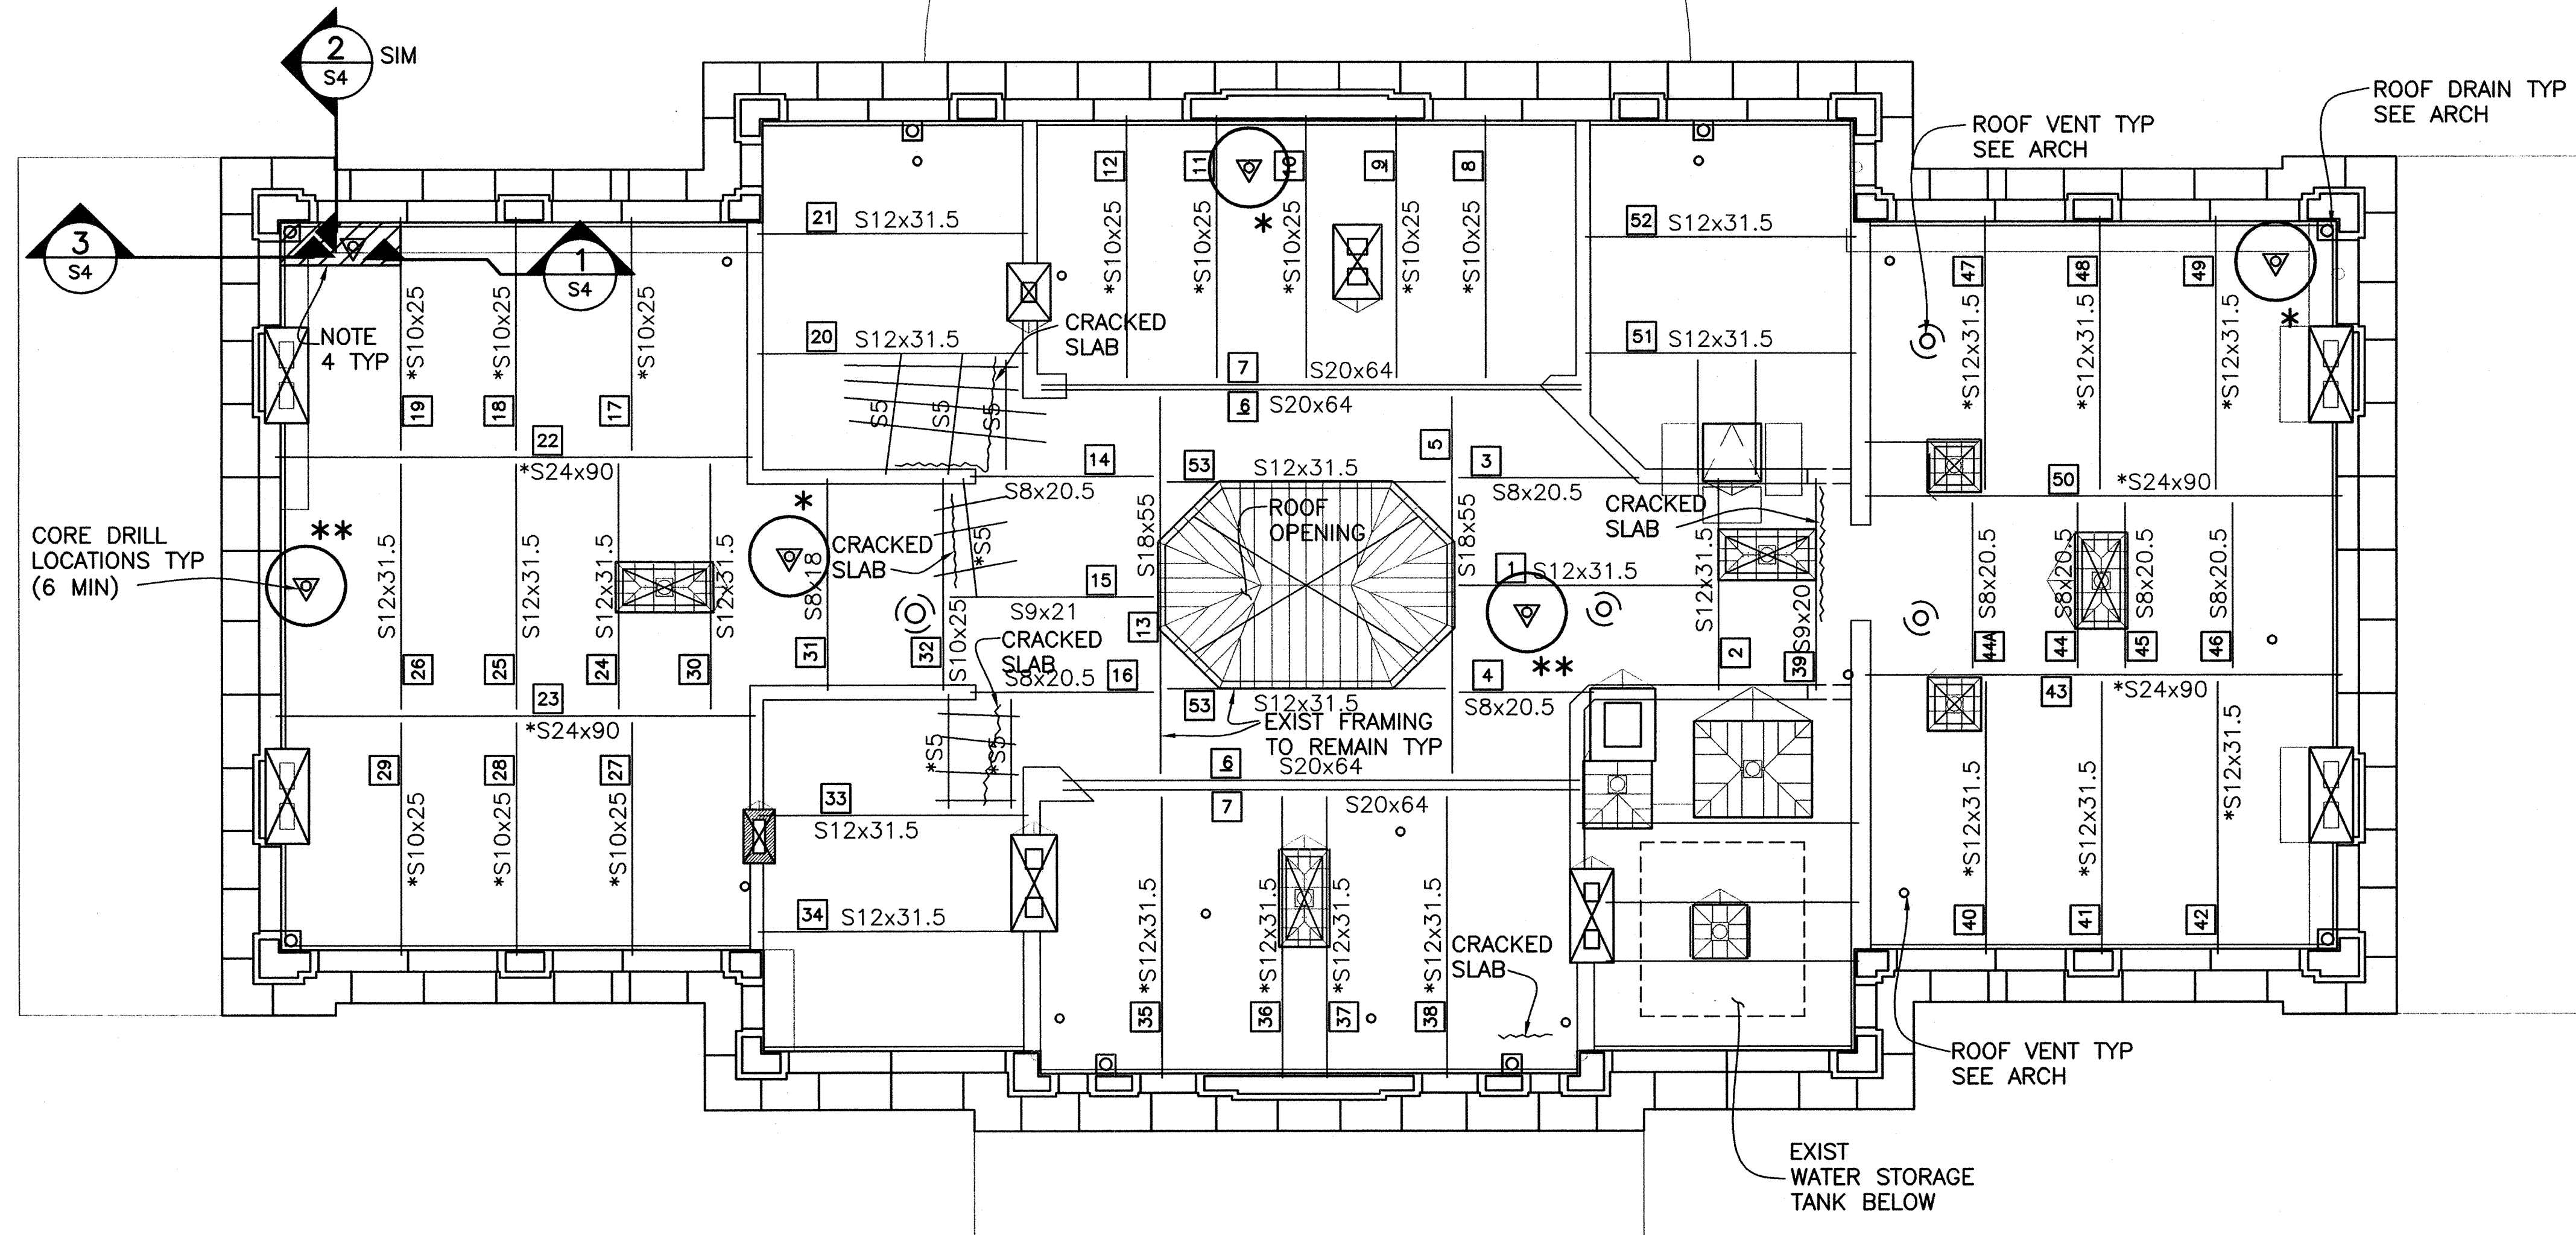 2
S4
SIM
3
S4
1
S4
NOTE
4 TYP
ROOF DRAIN TYP
SEE ARCH
ROOF VENT TYP
SEE ARCH
21
S12x31.5
12
11
10
9
8
*S10x25
*S10x25
*S10x25
*S10x25
*S10x25
*
52
S12x31.5
47
48
49
*
*S12x31.5
*S12x31.5
*S12x31.5
*S10x25
*S10x25
*S10x25
20
S12x31.5
CRACKED
SLAB
51
S12x31.5
7
S20x64
6
S20x64
19
18
17
S5
S5
S5
22
*S24x90
14
S8x20.5
53
S12x31.5
5
3
S8x20.5
50
*S24x90
CORE DRILL
LOCATIONS TYP
(6 MIN)
**
*
CRACKED
SLAB
*S5
S18x55
ROOF
OPENING
S18x55
CRACKED
SLAB
S12x31.5
S12x31.5
S12x31.5
S12x31.5
S8x18
15
S9x21
1
S12x31.5
S12x31.5
S9x20
S8x20.5
S8x20.5
S8x20.5
S8x20.5
26
25
24
30
31
32
S10x25
CRACKED
SLAB
S8x20.5
16
13
**
4
S8x20.5
2
39
44A
44
45
46
23
*S24x90
53
S12x31.5
EXIST FRAMING
TO REMAIN TYP
43
*S24x90
29
28
27
*S10x25
*S10x25
*S10x25
*S5
*S5
6
S20x64
7
S20x64
33
S12x31.5
34
S12x31.5
*S12x31.5
*S12x31.5
*S12x31.5
*S12x31.5
35
36
37
38
CRACKED
SLAB
*S12x31.5
*S12x31.5
*S12x31.5
40
41
42
ROOF VENT TYP
SEE ARCH
EXIST
WATER STORAGE
TANK BELOW